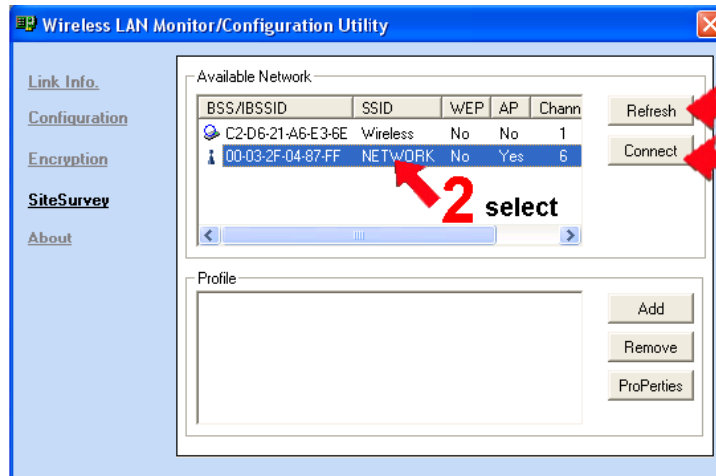 Wireless LAN Monitor/Configuration Utility
Link Info.
Configuration
Encryption
SiteSurvey
About
Available Network
BSS/IBSSID SSID WEP AP Chann
C2-D6-21-A6-E3-6E Wireless No No 1
00-03-2F-04-87-FF NETWORK No Yes 6
2 select
Refresh
Connect
Profile
Add
Remove
ProPerties